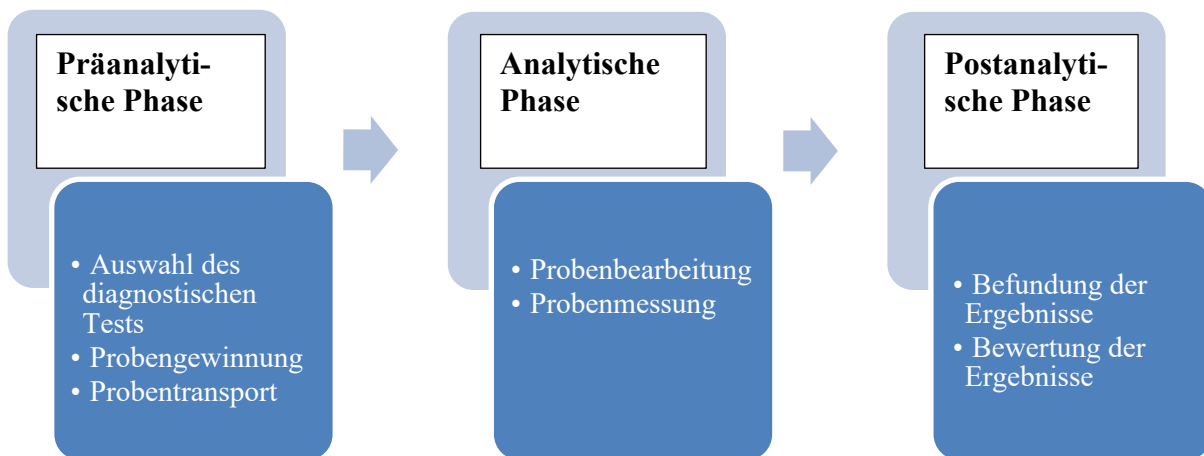 Präanalyti-
sche Phase
• Auswahl des
diagnostischen
Tests
• Probengewinnung
• Probentransport
Analytische
Phase
• Probenbearbeitung
• Probenmessung
Postanalyti-
sche Phase
• Befundung der
Ergebnisse
• Bewertung der
Ergebnisse